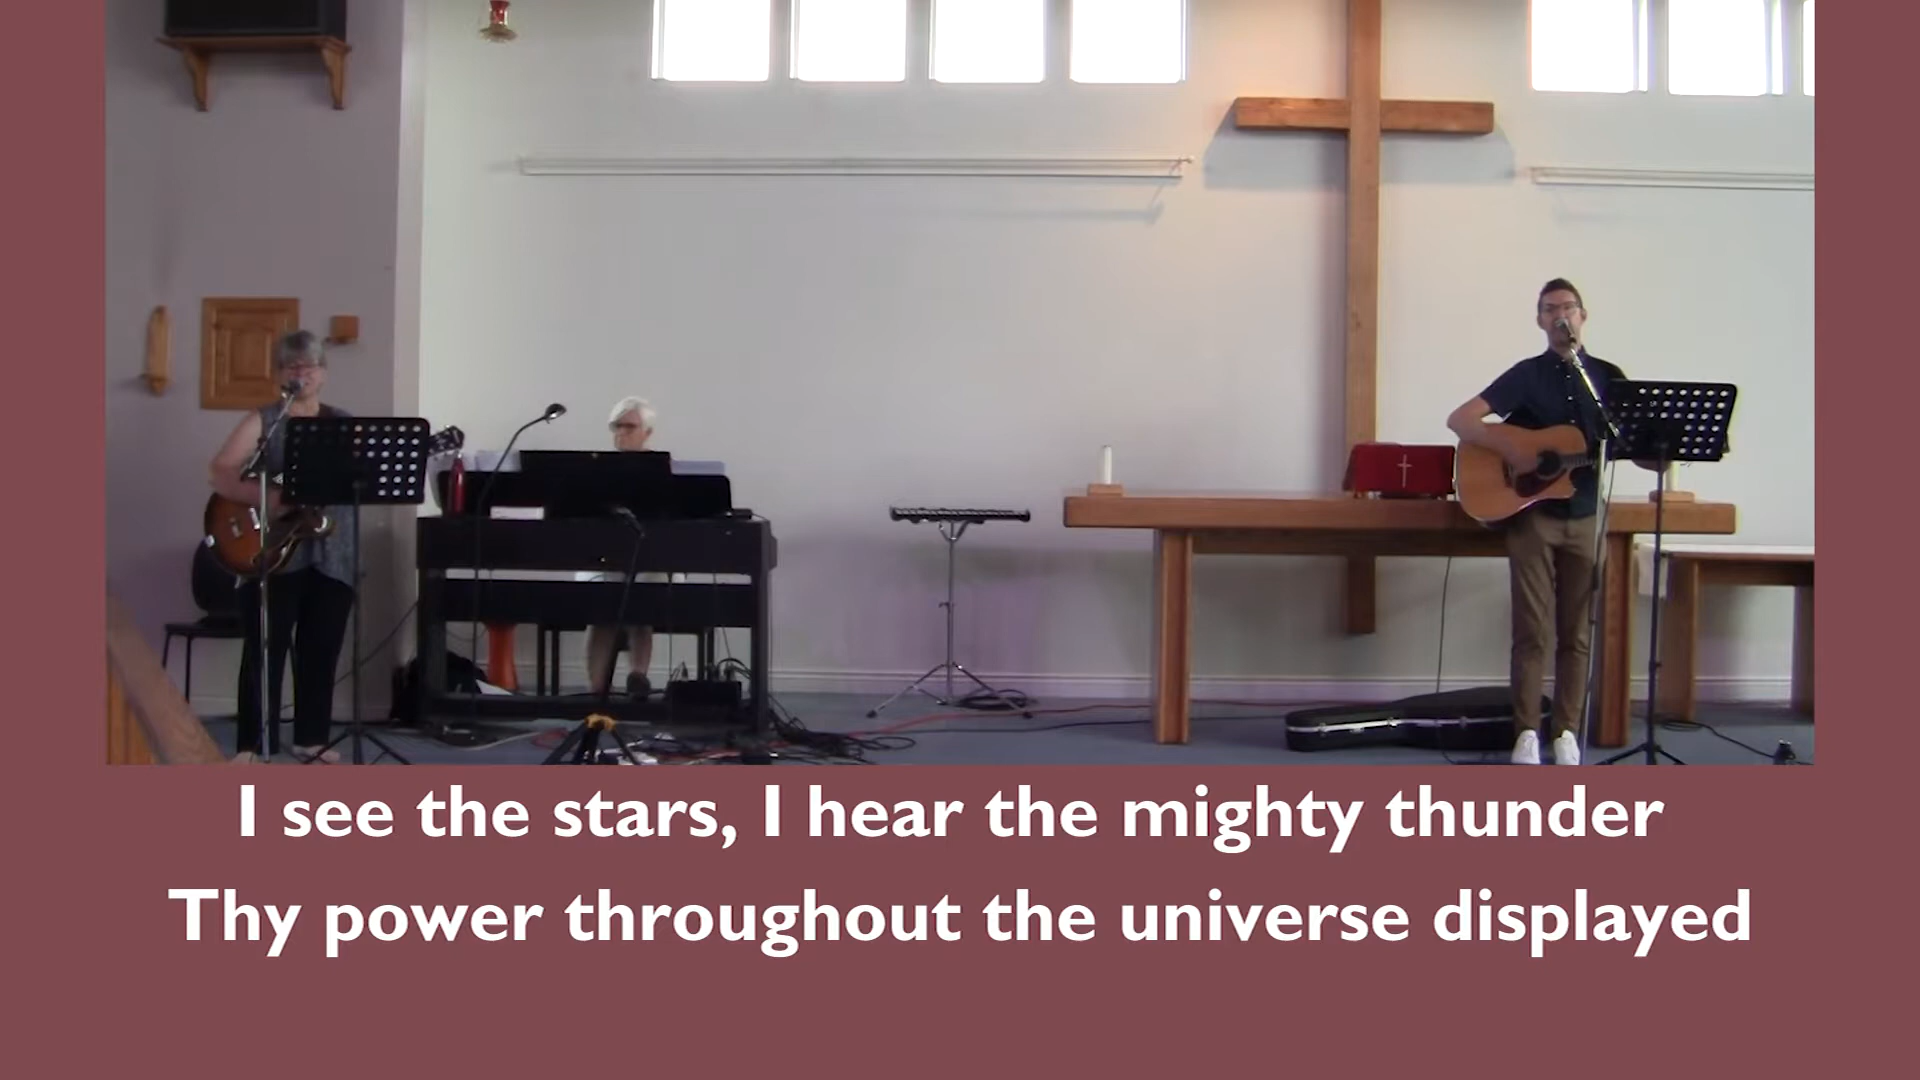 I see the stars, I hear the mighty thunder
Thy power throughout the universe displayed